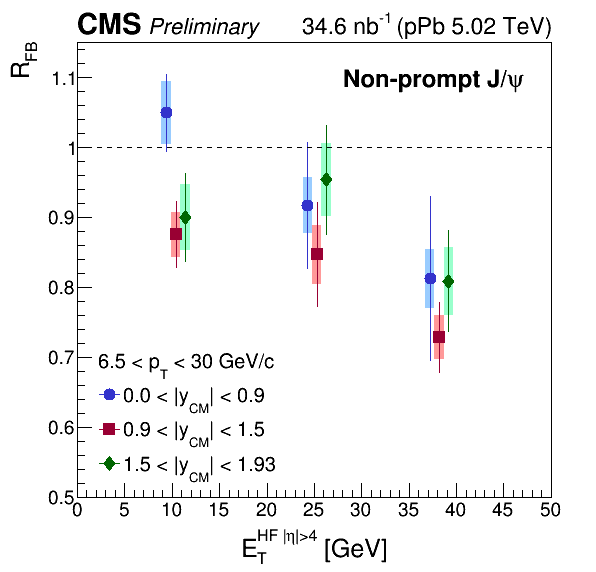 CMS Preliminary 34.6 nb⁻¹ (pPb 5.02 TeV)
R_FB
Non-prompt J/ψ
1.1
1
0.9
0.8
0.7
0.6
0.5
6.5 < p_T < 30 GeV/c
0.0 < |y_CM| < 0.9
0.9 < |y_CM| < 1.5
1.5 < |y_CM| < 1.93
0 5 10 15 20 25 30 35 40 45 50
E_T^HF |η|>4 [GeV]